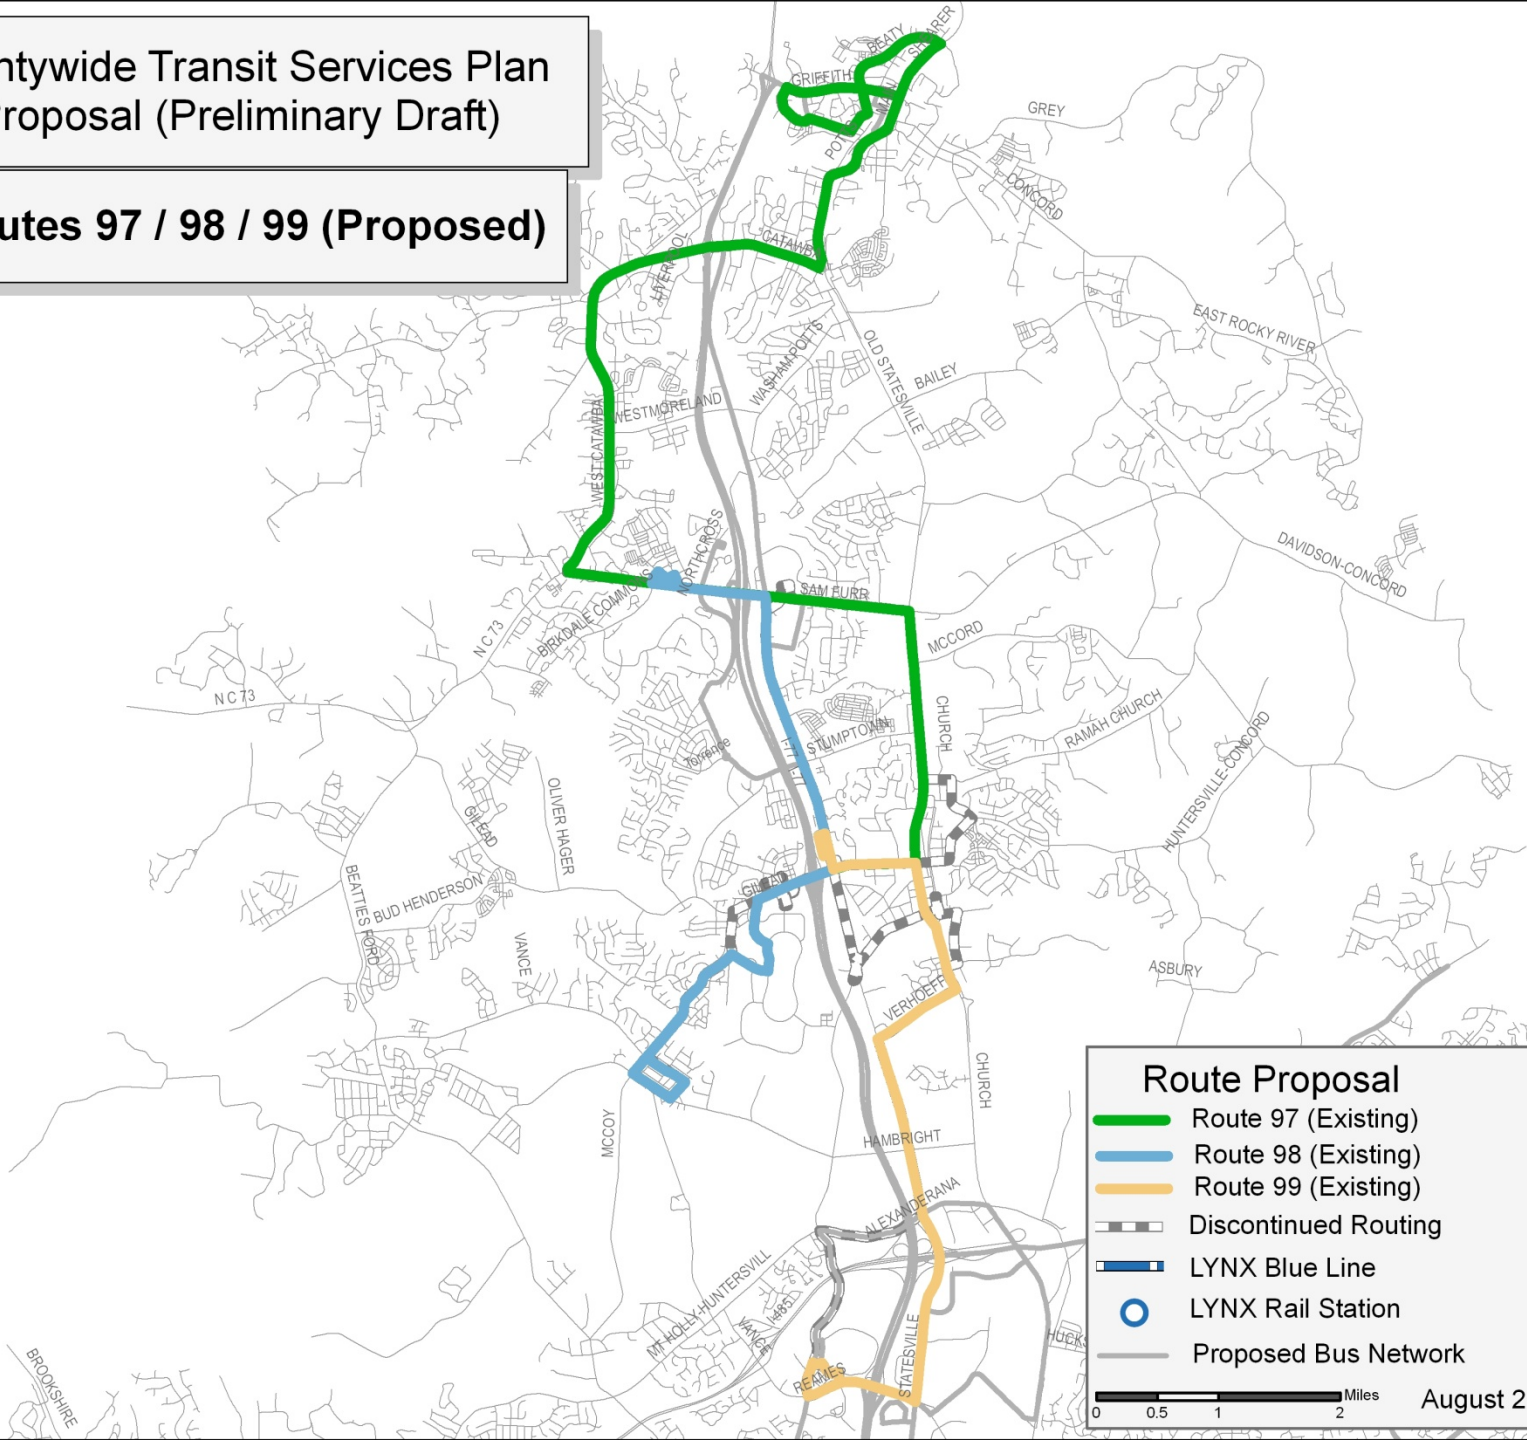 ntywide Transit Services Plan
roposal (Preliminary Draft)
utes 97 / 98 / 99 (Proposed)
BEATY
SHEARER
GRIFFITH
MAIN
GREY
CONCORD
CATAWBA
LIVERPOOL
WASHAM POTTS
OLD STATESVILLE
EAST ROCKY RIVER
BAILEY
WESTMORELAND
WEST CATAWBA
NORTHCROSS
DAVIDSON-CONCORD
SAM FURR
BIRKDALE COMMONS
N C 73
MCCORD
N C 73
CHURCH
RAMAH CHURCH
STUMPTOWN
Torrence
I-77
HUNTERSVILLE-CONCORD
OLIVER HAGER
GILEAD
GILEAD
BEATTIES FORD
BUD HENDERSON
VANCE
ASBURY
VERHOEFF
CHURCH
MCCOY
HAMBRIGHT
ALEXANDERANA
MT HOLLY-HUNTERSVILL
I-485
VANCE
STATESVILLE
HUCKS
REAMES
BROOKSHIRE
Route Proposal
Route 97 (Existing)
Route 98 (Existing)
Route 99 (Existing)
Discontinued Routing
LYNX Blue Line
LYNX Rail Station
Proposed Bus Network
Miles
0 0.5 1 2
August 2